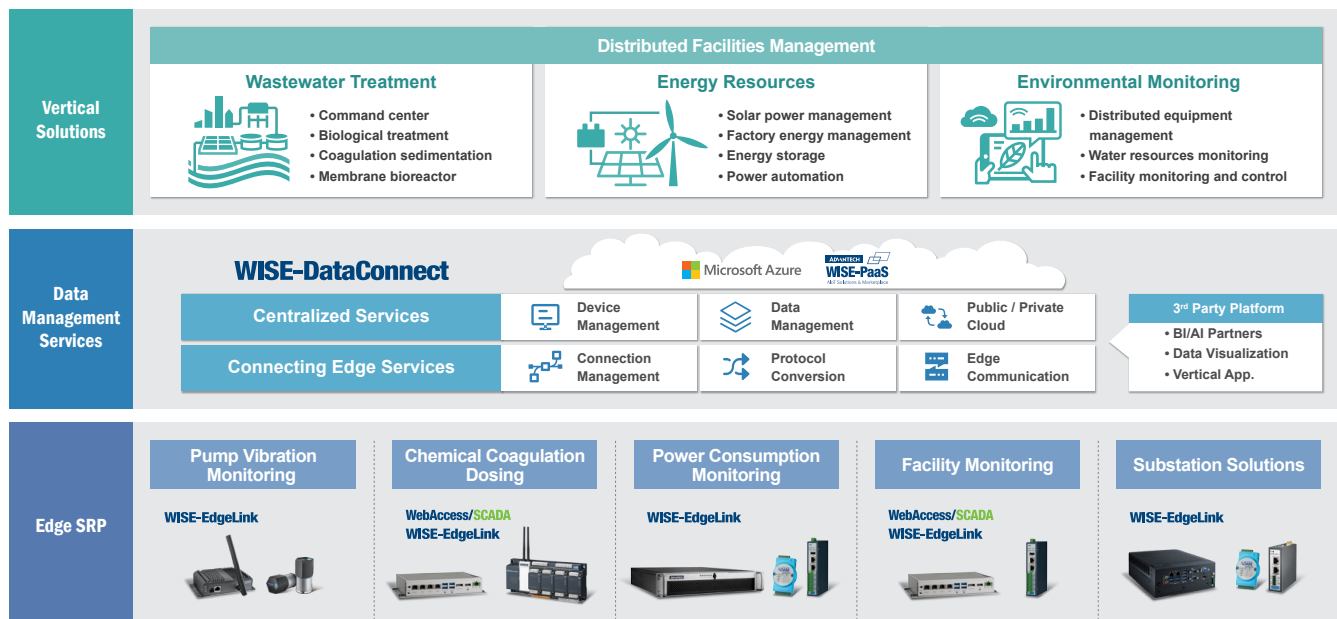 Vertical
Solutions
Distributed Facilities Management
Wastewater Treatment
• Command center
• Biological treatment
• Coagulation sedimentation
• Membrane bioreactor
Energy Resources
• Solar power management
• Factory energy management
• Energy storage
• Power automation
Environmental Monitoring
• Distributed equipment
management
• Water resources monitoring
• Facility monitoring and control
Data
Management
Services
WISE-DataConnect
Microsoft Azure
ADVANTECH
WISE-PaaS
AIoT Solutions & Marketplace
Centralized Services
Device
Management
Data
Management
Public / Private
Cloud
Connecting Edge Services
Connection
Management
Protocol
Conversion
Edge
Communication
3rd Party Platform
• BI/AI Partners
• Data Visualization
• Vertical App.
Edge SRP
Pump Vibration
Monitoring
WISE-EdgeLink
Chemical Coagulation
Dosing
WebAccess/SCADA
WISE-EdgeLink
Power Consumption
Monitoring
WISE-EdgeLink
Facility Monitoring
WebAccess/SCADA
WISE-EdgeLink
Substation Solutions
WISE-EdgeLink